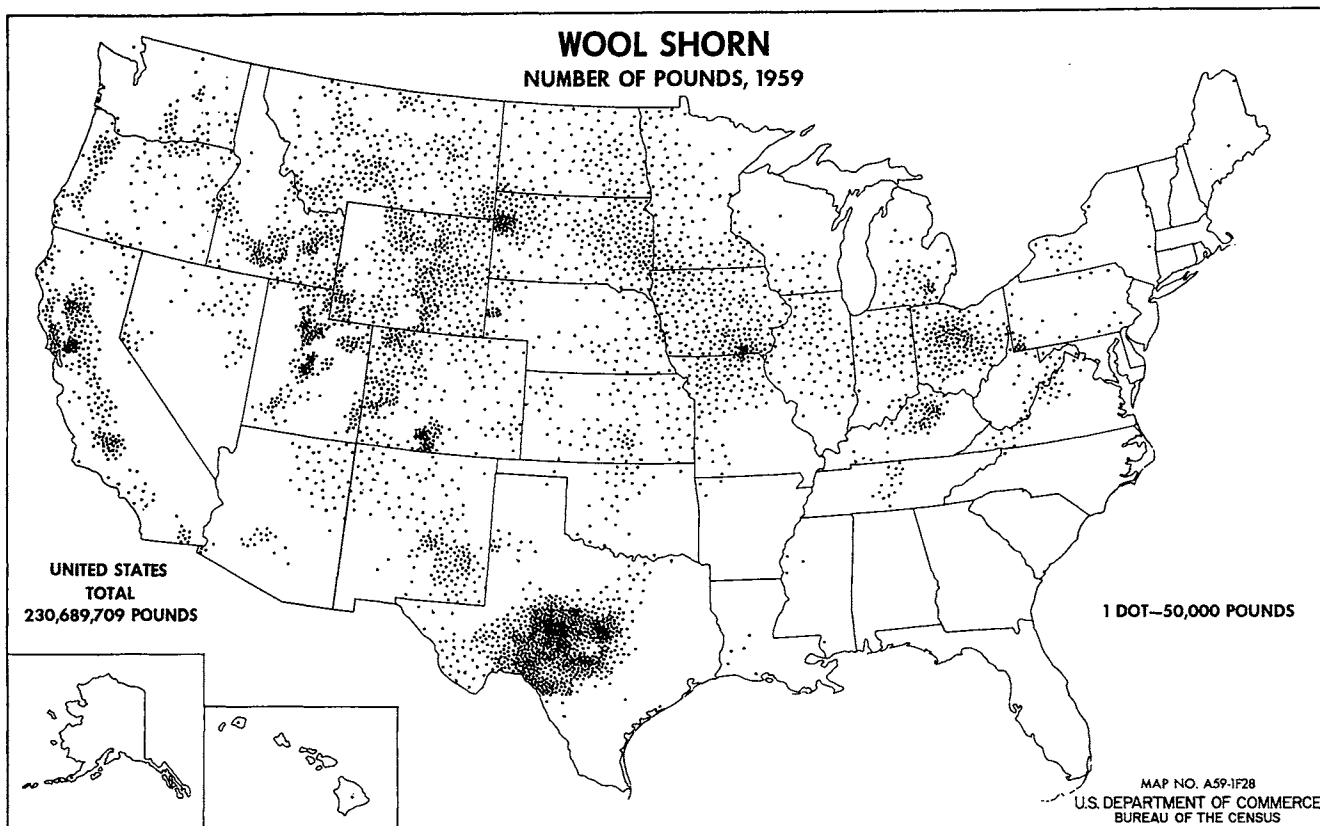 WOOL SHORN
NUMBER OF POUNDS, 1959
UNITED STATES
TOTAL
230,689,709 POUNDS
1 DOT—50,000 POUNDS
MAP NO. A59-1F28
U.S. DEPARTMENT OF COMMERCE
BUREAU OF THE CENSUS